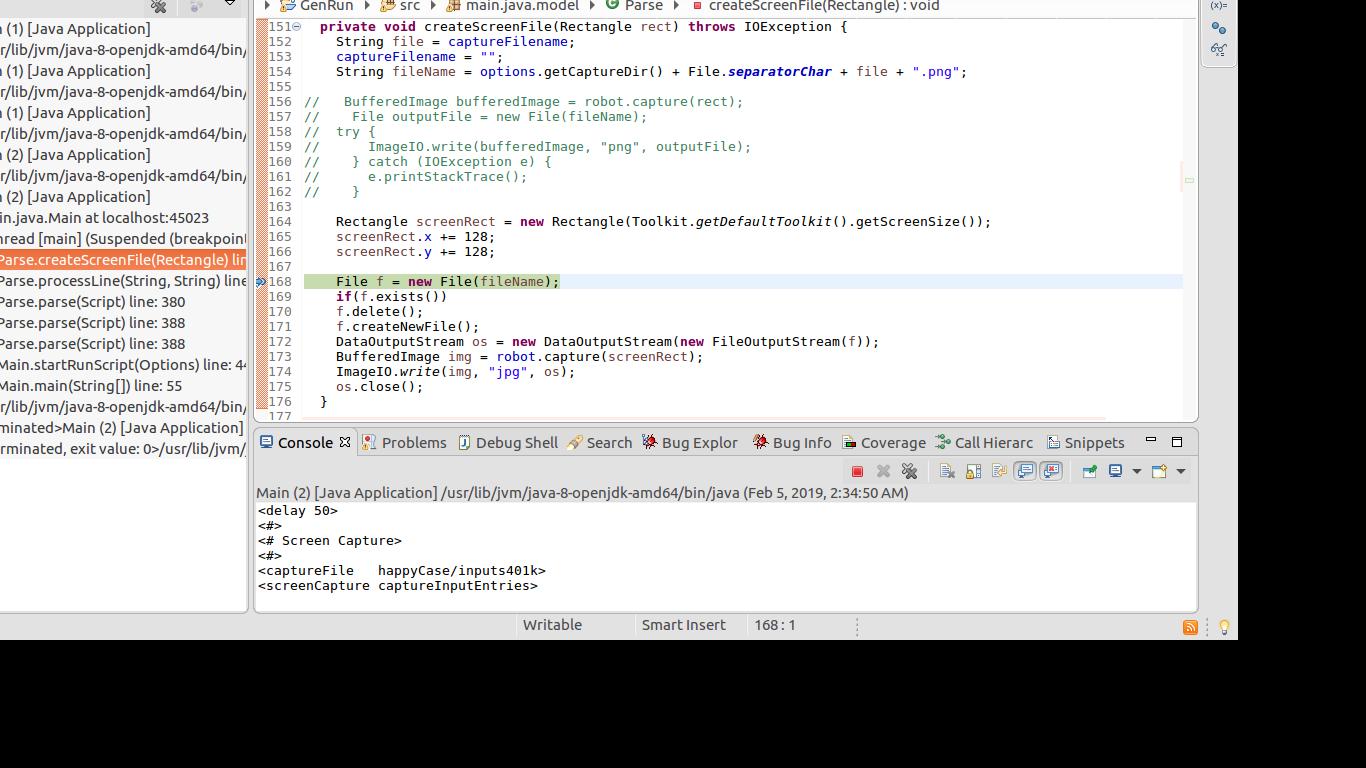 GenRun src main.java.model Parse createScreenFile(Rectangle) : void
n (1) [Java Application]
r/lib/jvm/java-8-openjdk-amd64/bin/
n (1) [Java Application]
r/lib/jvm/java-8-openjdk-amd64/bin/
n (1) [Java Application]
r/lib/jvm/java-8-openjdk-amd64/bin/
n (2) [Java Application]
r/lib/jvm/java-8-openjdk-amd64/bin/
n (2) [Java Application]
in.java.Main at localhost:45023
nread [main] (Suspended (breakpoint
Parse.createScreenFile(Rectangle) lin
Parse.processLine(String, String) line
Parse.parse(Script) line: 380
Parse.parse(Script) line: 388
Parse.parse(Script) line: 388
Main.startRunScript(Options) line: 44
Main.main(String[]) line: 55
r/lib/jvm/java-8-openjdk-amd64/bin/
minated>Main (2) [Java Application]
rminated, exit value: 0>/usr/lib/jvm/
151 private void createScreenFile(Rectangle rect) throws IOException {
152 String file = captureFilename;
153 captureFilename = "";
154 String fileName = options.getCaptureDir() + File.separatorChar + file + ".png";
155
156 // BufferedImage bufferedImage = robot.capture(rect);
157 // File outputFile = new File(fileName);
158 // try {
159 // ImageIO.write(bufferedImage, "png", outputFile);
160 // } catch (IOException e) {
161 // e.printStackTrace();
162 // }
163
164 Rectangle screenRect = new Rectangle(Toolkit.getDefaultToolkit().getScreenSize());
165 screenRect.x += 128;
166 screenRect.y += 128;
167
168 File f = new File(fileName);
169 if(f.exists())
170 f.delete();
171 f.createNewFile();
172 DataOutputStream os = new DataOutputStream(new FileOutputStream(f));
173 BufferedImage img = robot.capture(screenRect);
174 ImageIO.write(img, "jpg", os);
175 os.close();
176 }
177
(x)=
Console Problems Debug Shell Search Bug Explor Bug Info Coverage Call Hierarc Snippets
Main (2) [Java Application] /usr/lib/jvm/java-8-openjdk-amd64/bin/java (Feb 5, 2019, 2:34:50 AM)
<delay 50>
<#>
<# Screen Capture>
<#>
<captureFile happyCase/inputs401k>
<screenCapture captureInputEntries>
Writable Smart Insert 168 : 1